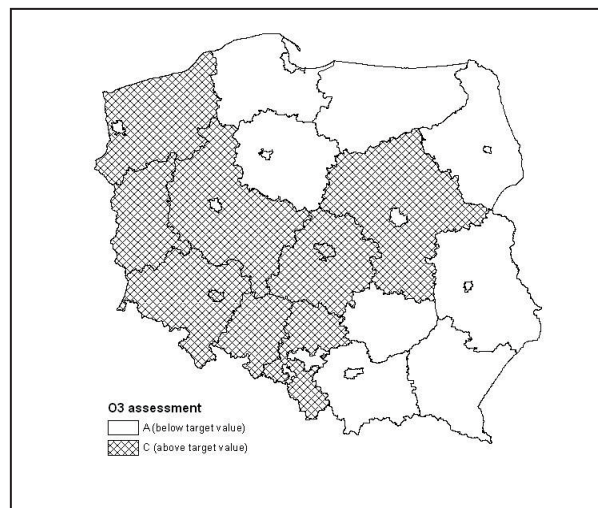 O3 assessment
A (below target value)
C (above target value)